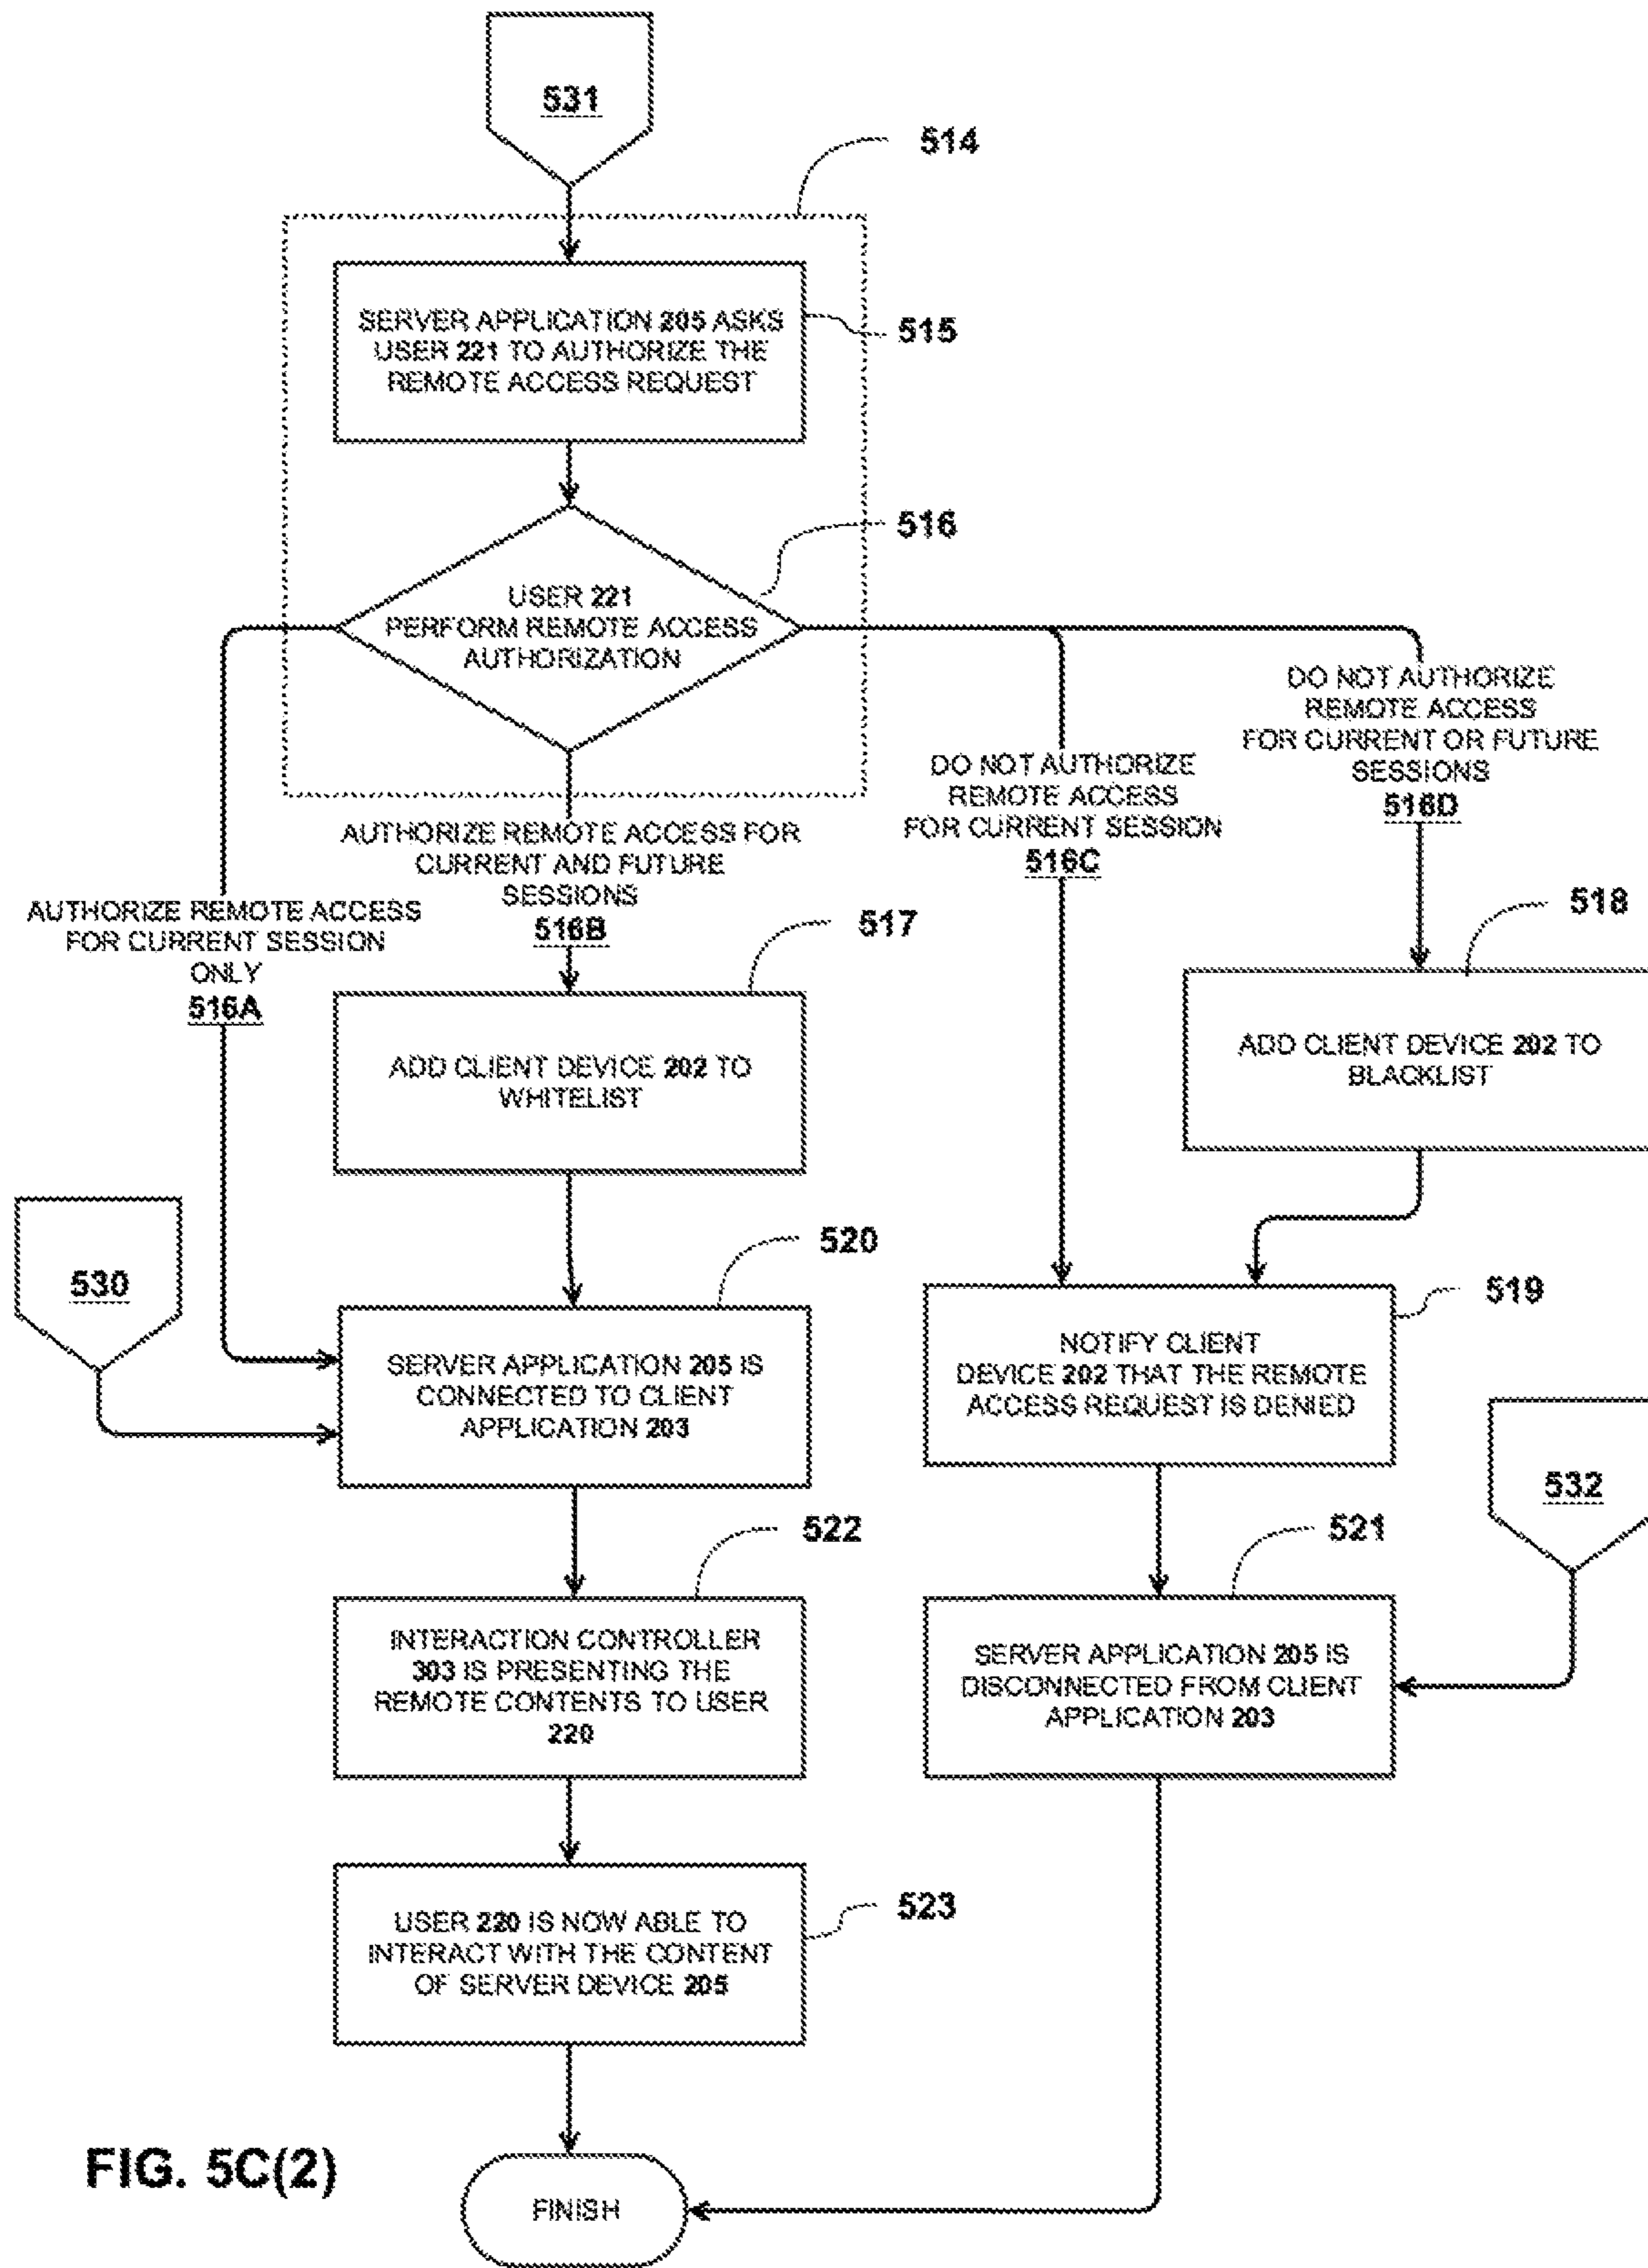 531
514
SERVER APPLICATION 205 ASKS
USER 221 TO AUTHORIZE THE
REMOTE ACCESS REQUEST
515
516
USER 221
PERFORM REMOTE ACCESS
AUTHORIZATION
DO NOT AUTHORIZE
REMOTE ACCESS
FOR CURRENT OR FUTURE
SESSIONS
516D
DO NOT AUTHORIZE
REMOTE ACCESS
FOR CURRENT SESSION
516C
AUTHORIZE REMOTE ACCESS FOR
CURRENT AND FUTURE
SESSIONS
516B
AUTHORIZE REMOTE ACCESS
FOR CURRENT SESSION
ONLY
516A
517
518
ADD CLIENT DEVICE 202 TO
WHITELIST
ADD CLIENT DEVICE 202 TO
BLACKLIST
530
520
519
SERVER APPLICATION 205 IS
CONNECTED TO CLIENT
APPLICATION 203
NOTIFY CLIENT
DEVICE 202 THAT THE REMOTE
ACCESS REQUEST IS DENIED
532
522
521
INTERACTION CONTROLLER
303 IS PRESENTING THE
REMOTE CONTENTS TO USER
220
SERVER APPLICATION 205 IS
DISCONNECTED FROM CLIENT
APPLICATION 203
523
USER 220 IS NOW ABLE TO
INTERACT WITH THE CONTENT
OF SERVER DEVICE 205
FIG. 5C(2)
FINISH